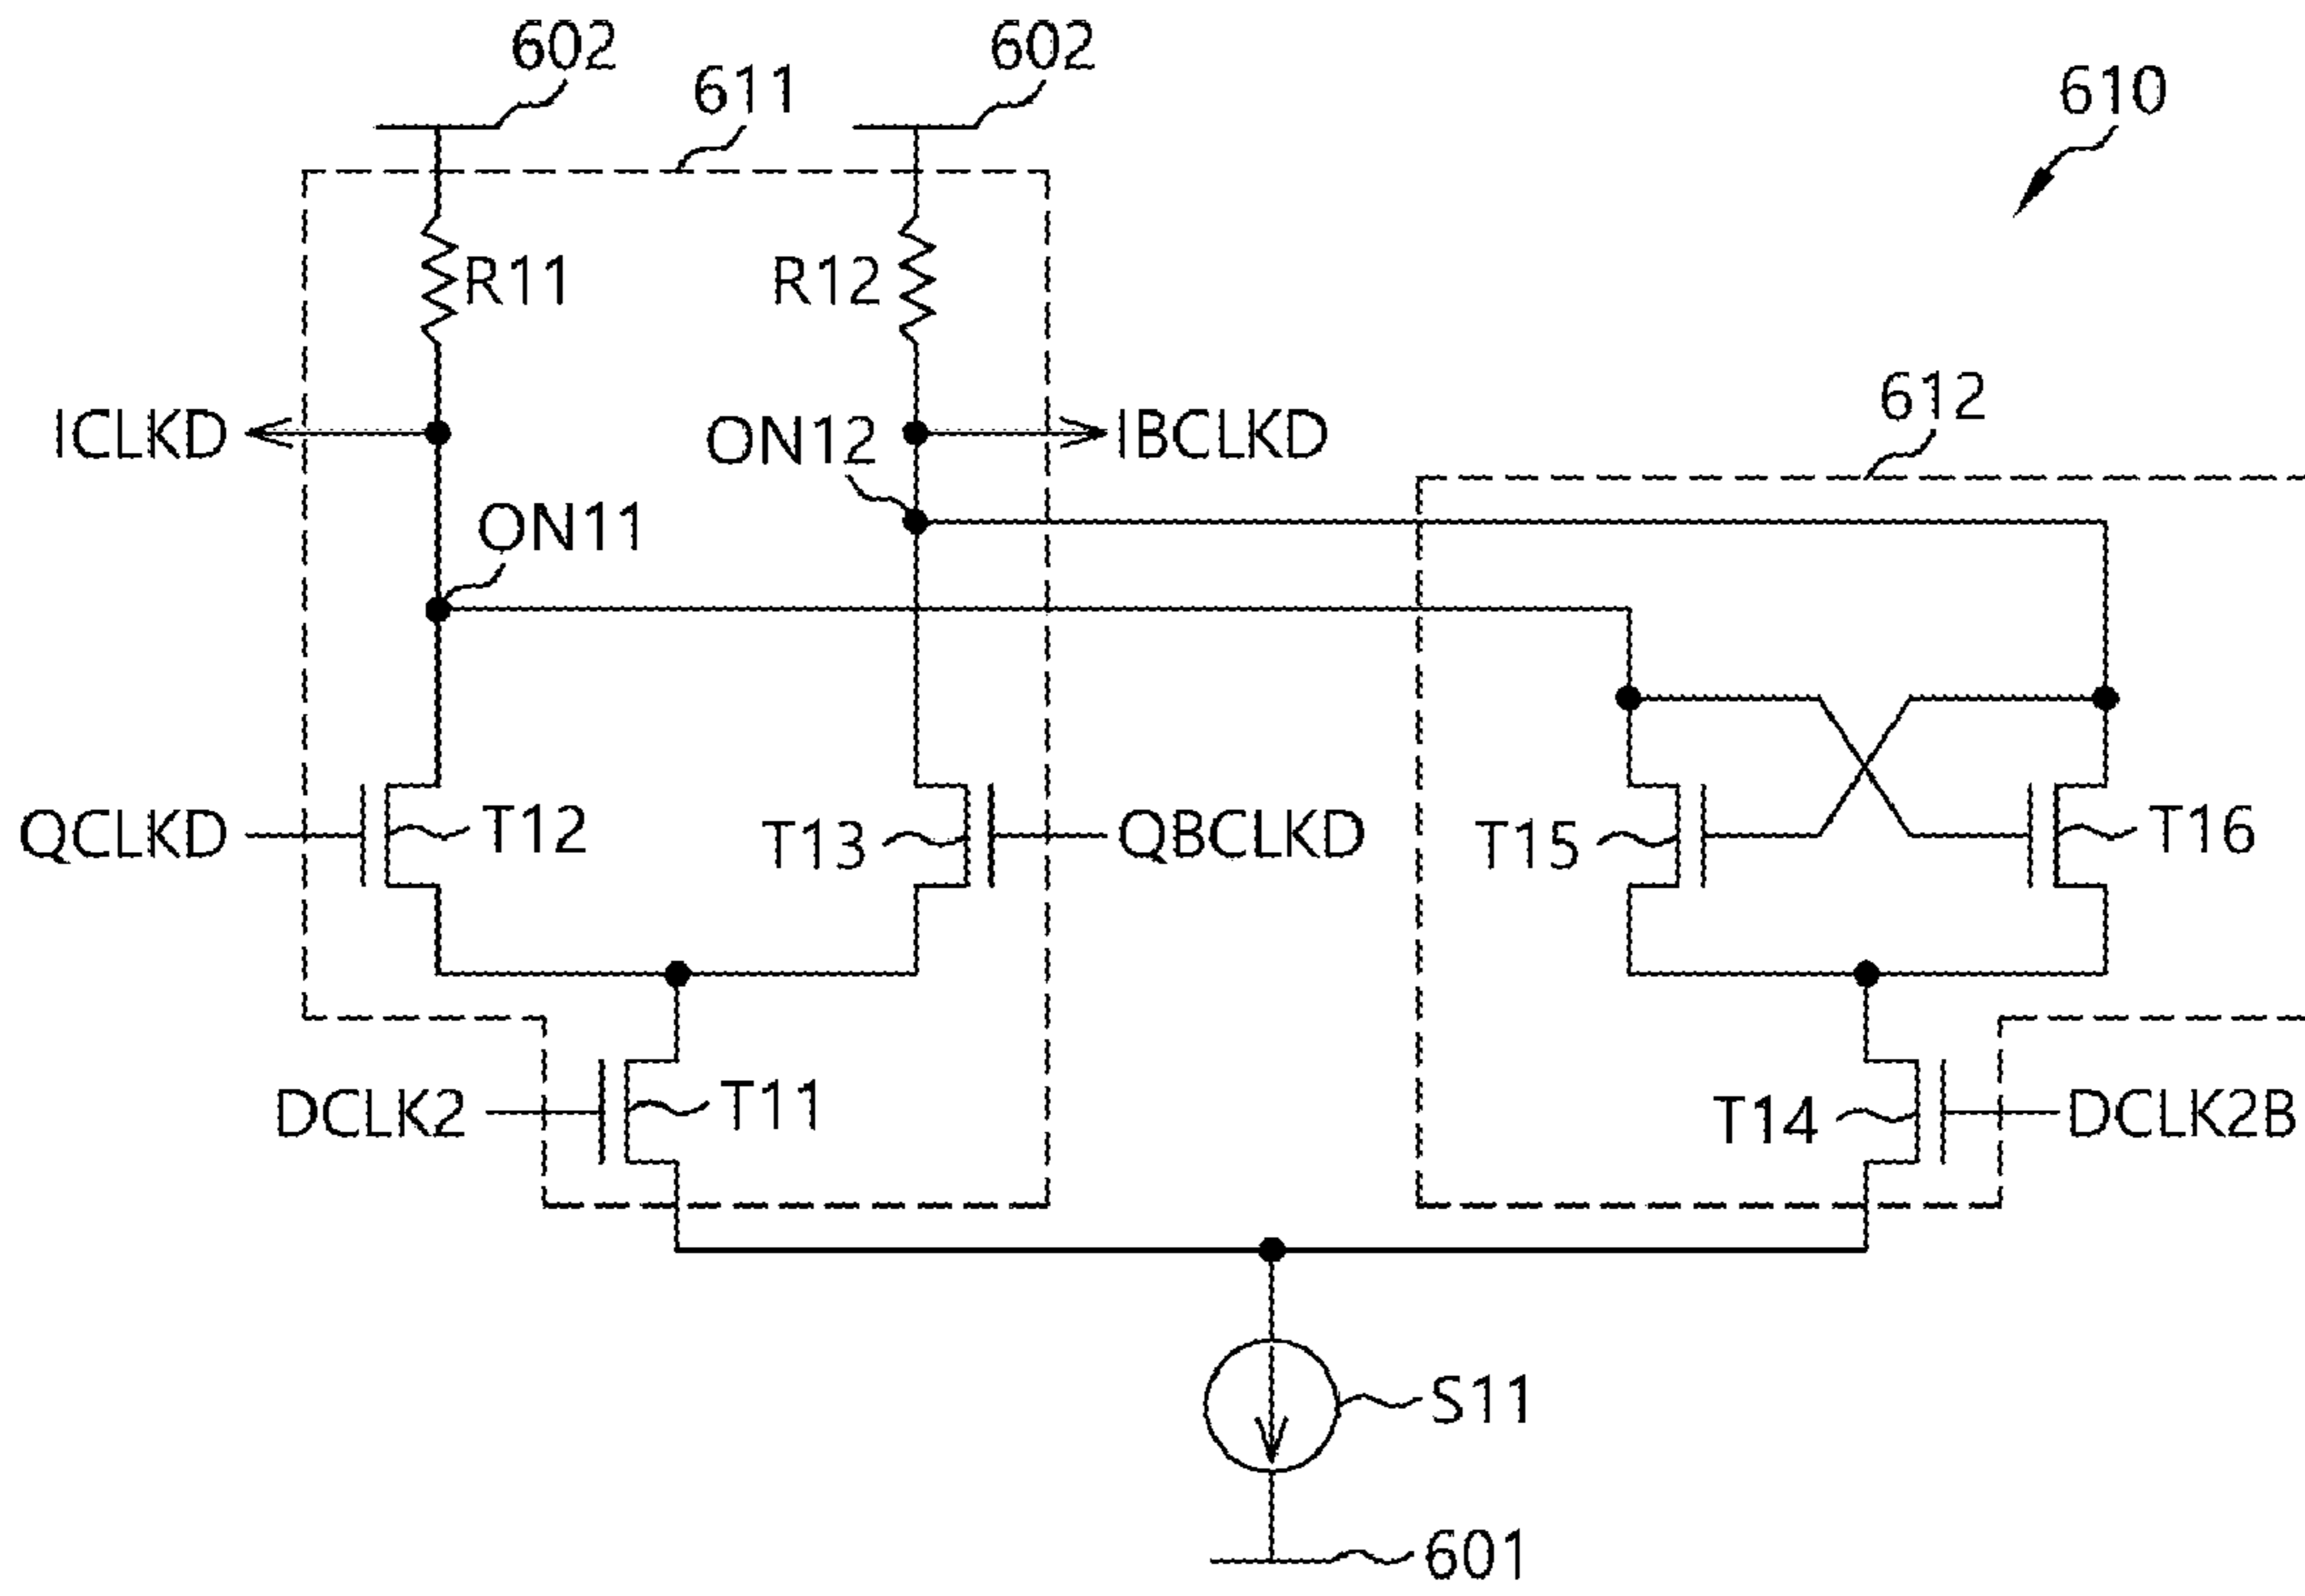 602
602
611
610
R11
R12
612
ICLKD
ON12
IBCLKD
ON11
QCLKD
T12
T13
QBCLKD
T15
T16
DCLK2
T11
T14
DCLK2B
S11
601